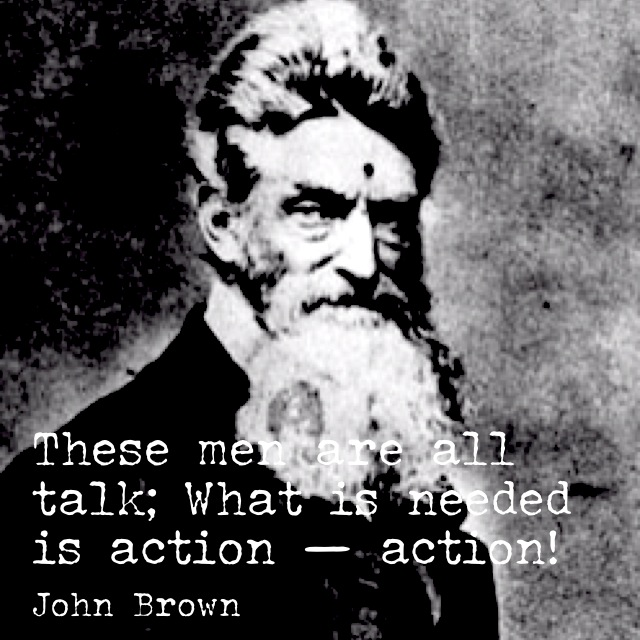 These men are all
talk; What is needed
is action — action!
John Brown